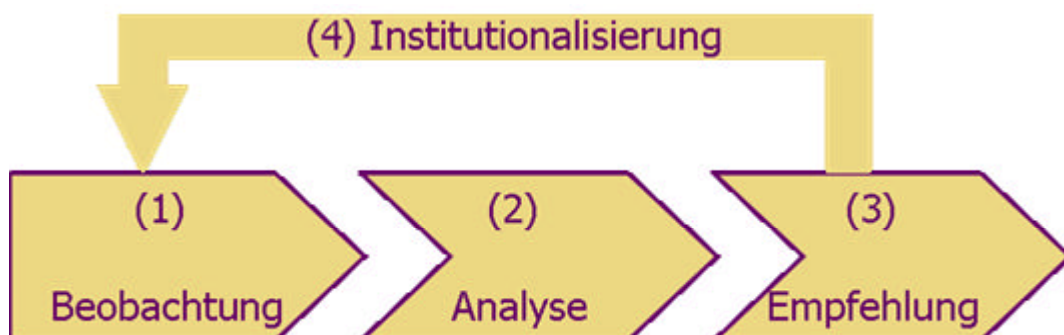 (4) Institutionalisierung
(1)
Beobachtung
(2)
Analyse
(3)
Empfehlung